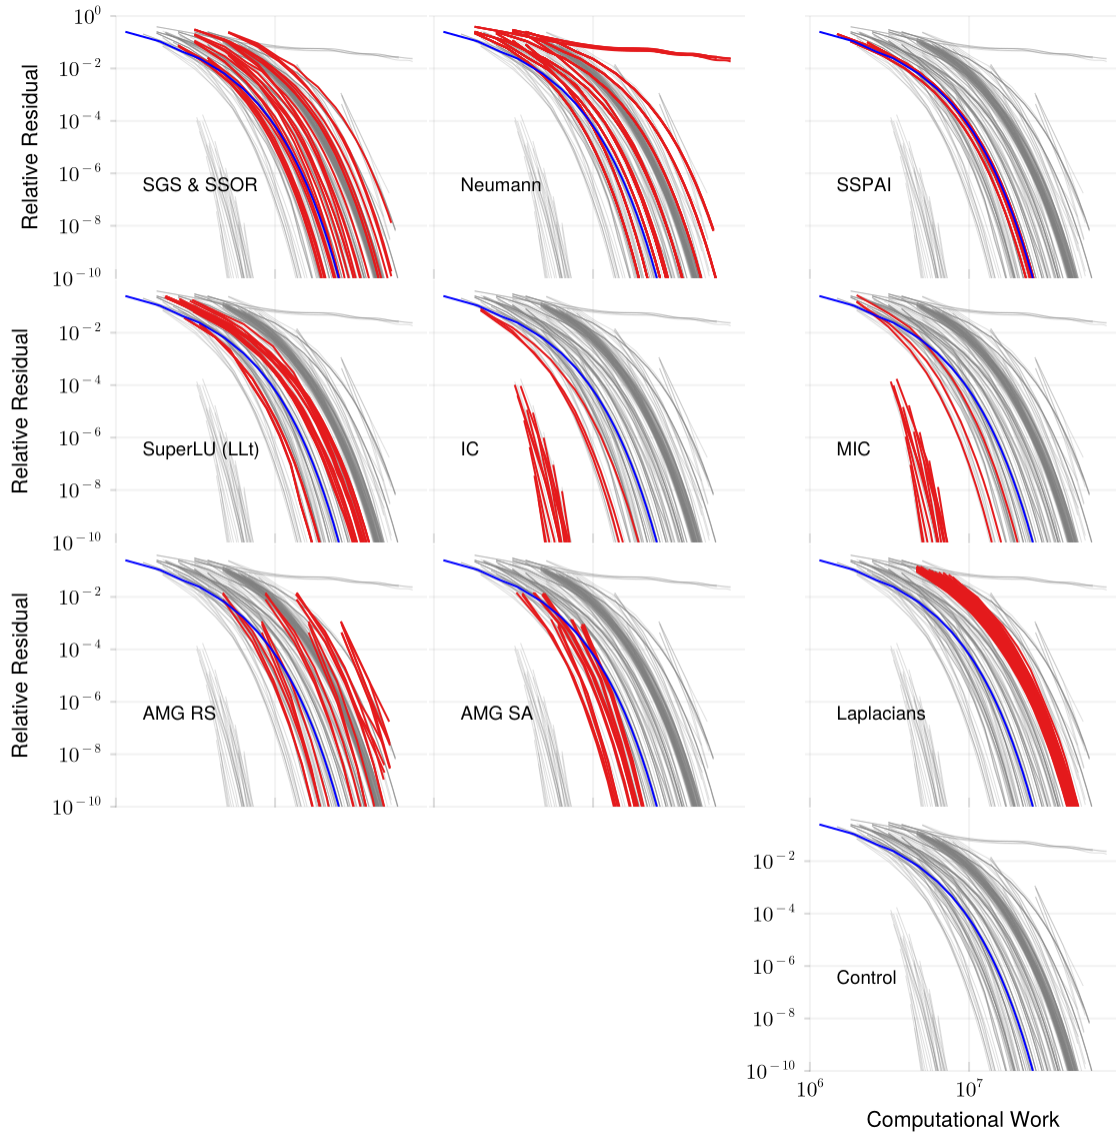 Relative Residual
10^0
10^−2
10^−4
10^−6
10^−8
10^−10
SGS & SSOR
Neumann
SSPAI
Relative Residual
10^−2
10^−4
10^−6
10^−8
10^−10
SuperLU (LLt)
IC
MIC
Relative Residual
10^−2
10^−4
10^−6
10^−8
10^−10
AMG RS
AMG SA
Laplacians
10^−2
10^−4
10^−6
10^−8
10^−10
Control
10^6
10^7
Computational Work